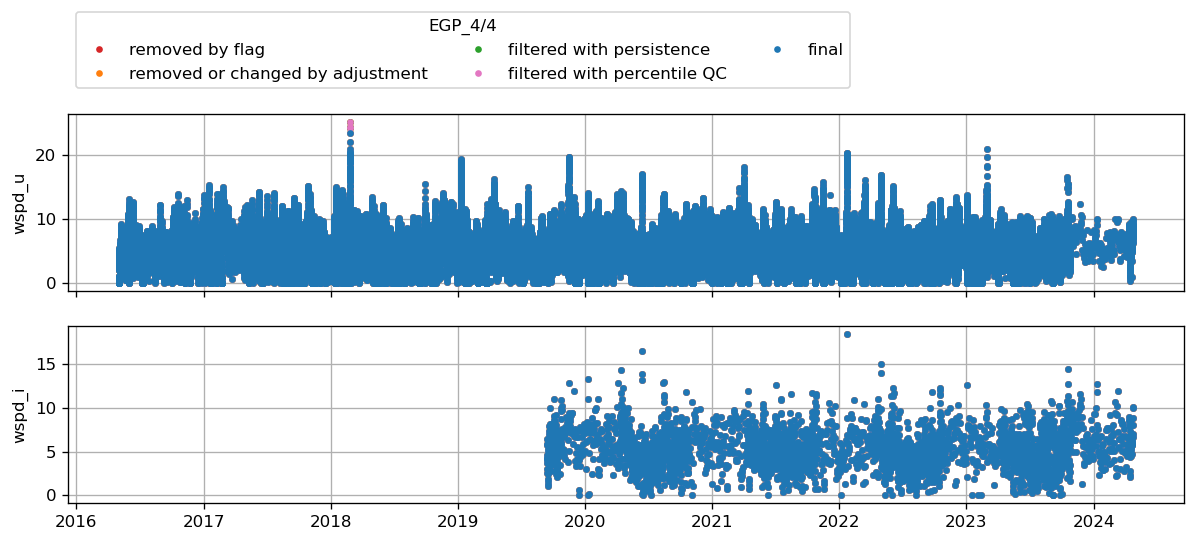 EGP_4/4
removed by flag
filtered with persistence
final
removed or changed by adjustment
filtered with percentile QC
wspd_u
20
10
0
wspd_i
15
10
5
0
2016 2017 2018 2019 2020 2021 2022 2023 2024